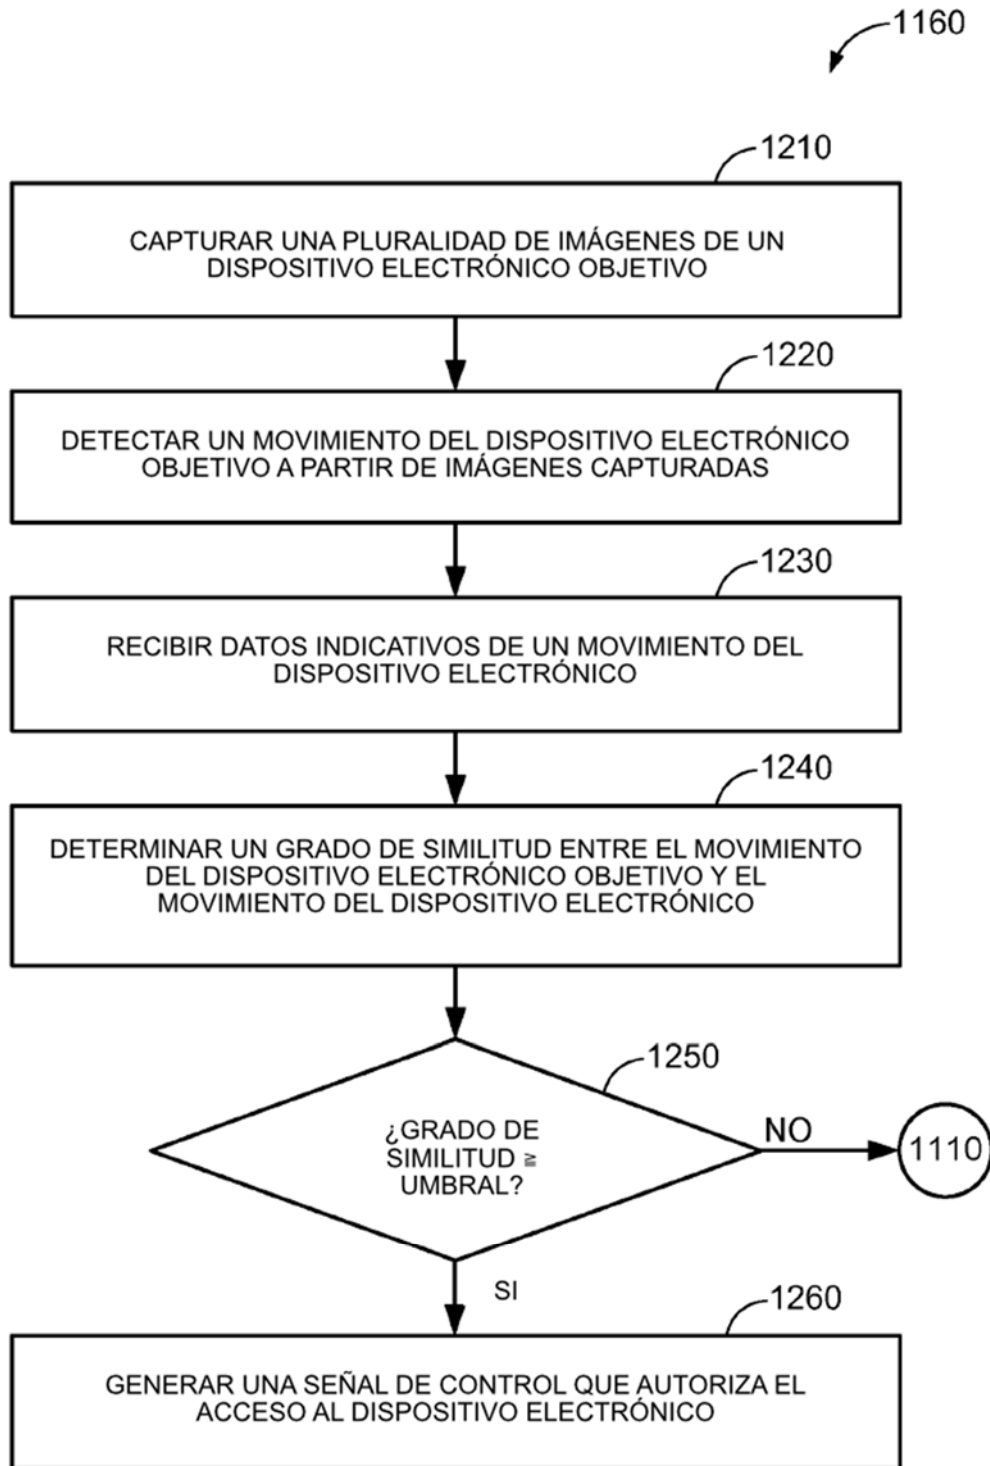 1160
1210
CAPTURAR UNA PLURALIDAD DE IMÁGENES DE UN
DISPOSITIVO ELECTRÓNICO OBJETIVO
1220
DETECTAR UN MOVIMIENTO DEL DISPOSITIVO ELECTRÓNICO
OBJETIVO A PARTIR DE IMÁGENES CAPTURADAS
1230
RECIBIR DATOS INDICATIVOS DE UN MOVIMIENTO DEL
DISPOSITIVO ELECTRÓNICO
1240
DETERMINAR UN GRADO DE SIMILITUD ENTRE EL MOVIMIENTO
DEL DISPOSITIVO ELECTRÓNICO OBJETIVO Y EL
MOVIMIENTO DEL DISPOSITIVO ELECTRÓNICO
1250
¿GRADO DE
SIMILITUD ≧
UMBRAL?
NO
1110
SI
1260
GENERAR UNA SEÑAL DE CONTROL QUE AUTORIZA EL
ACCESO AL DISPOSITIVO ELECTRÓNICO